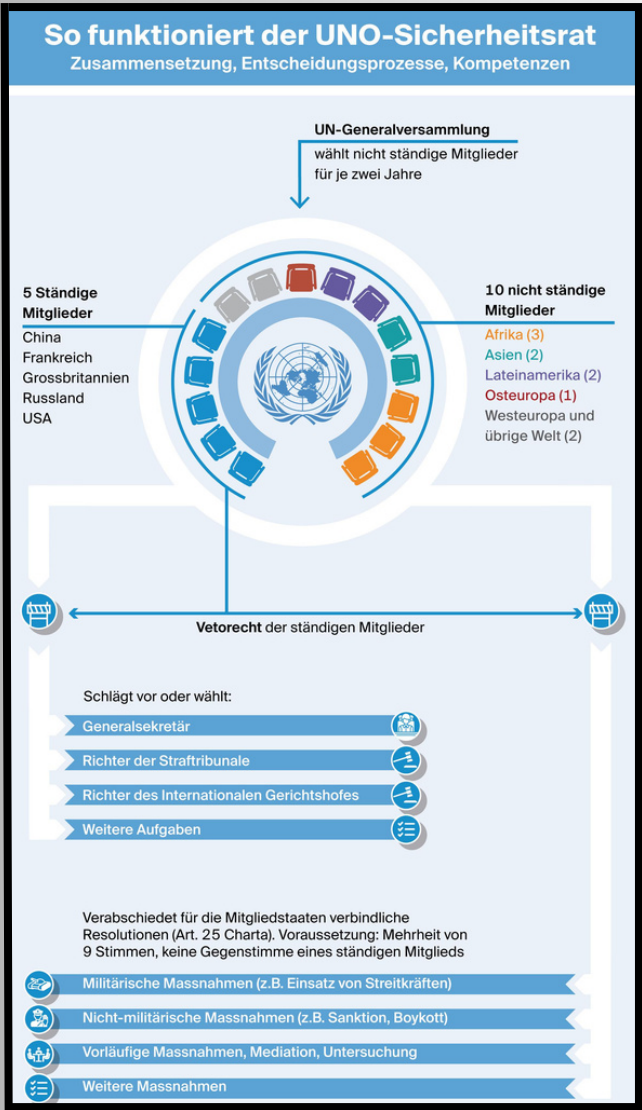 So funktioniert der UNO-Sicherheitsrat
Zusammensetzung, Entscheidungsprozesse, Kompetenzen
UN-Generalversammlung
wählt nicht ständige Mitglieder
für je zwei Jahre
5 Ständige
Mitglieder
China
Frankreich
Grossbritannien
Russland
USA
10 nicht ständige
Mitglieder
Afrika (3)
Asien (2)
Lateinamerika (2)
Osteuropa (1)
Westeuropa und
übrige Welt (2)
Vetorecht der ständigen Mitglieder
Schlägt vor oder wählt:
Generalsekretär
Richter der Straftribunale
Richter des Internationalen Gerichtshofes
Weitere Aufgaben
Verabschiedet für die Mitgliedstaaten verbindliche
Resolutionen (Art. 25 Charta). Voraussetzung: Mehrheit von
9 Stimmen, keine Gegenstimme eines ständigen Mitglieds
Militärische Massnahmen (z.B. Einsatz von Streitkräften)
Nicht-militärische Massnahmen (z.B. Sanktion, Boykott)
Vorläufige Massnahmen, Mediation, Untersuchung
Weitere Massnahmen